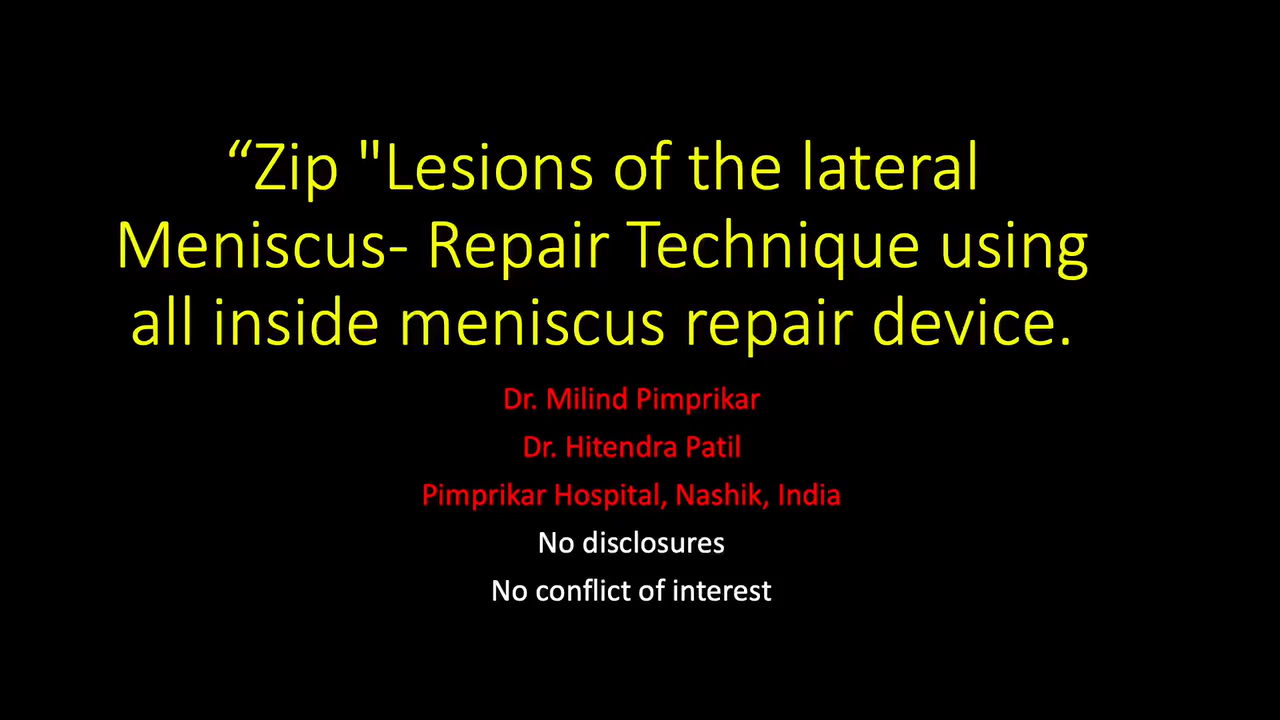 “Zip "Lesions of the lateral
Meniscus- Repair Technique using
all inside meniscus repair device.
Dr. Milind Pimprikar
Dr. Hitendra Patil
Pimprikar Hospital, Nashik, India
No disclosures
No conflict of interest